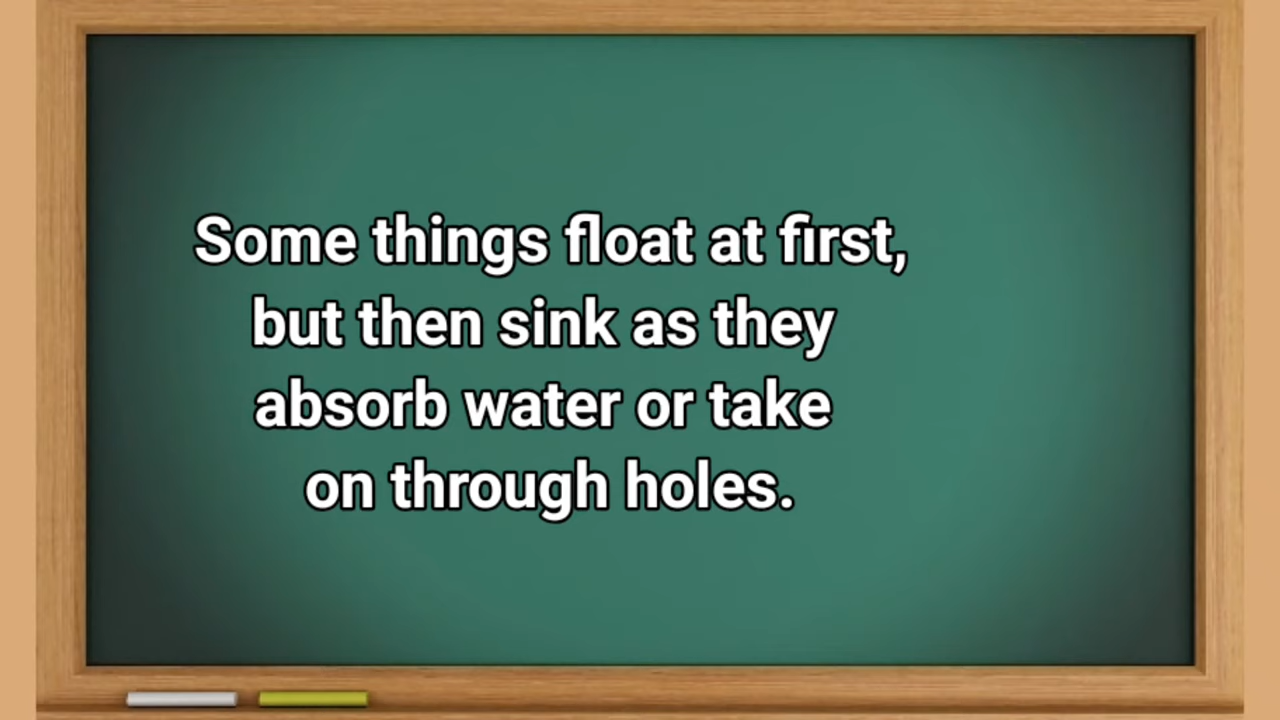 Some things float at first,
but then sink as they
absorb water or take
on through holes.